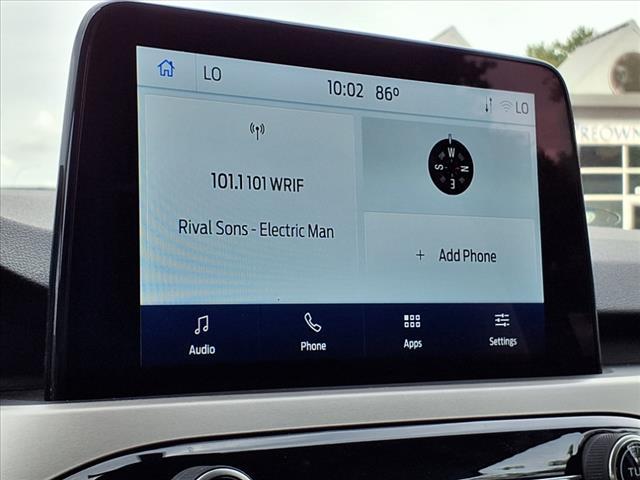 LO
10:02 86°
LO
101.1 101 WRIF
Rival Sons - Electric Man
W
S
N
E
+ Add Phone
Audio
Phone
Apps
Settings